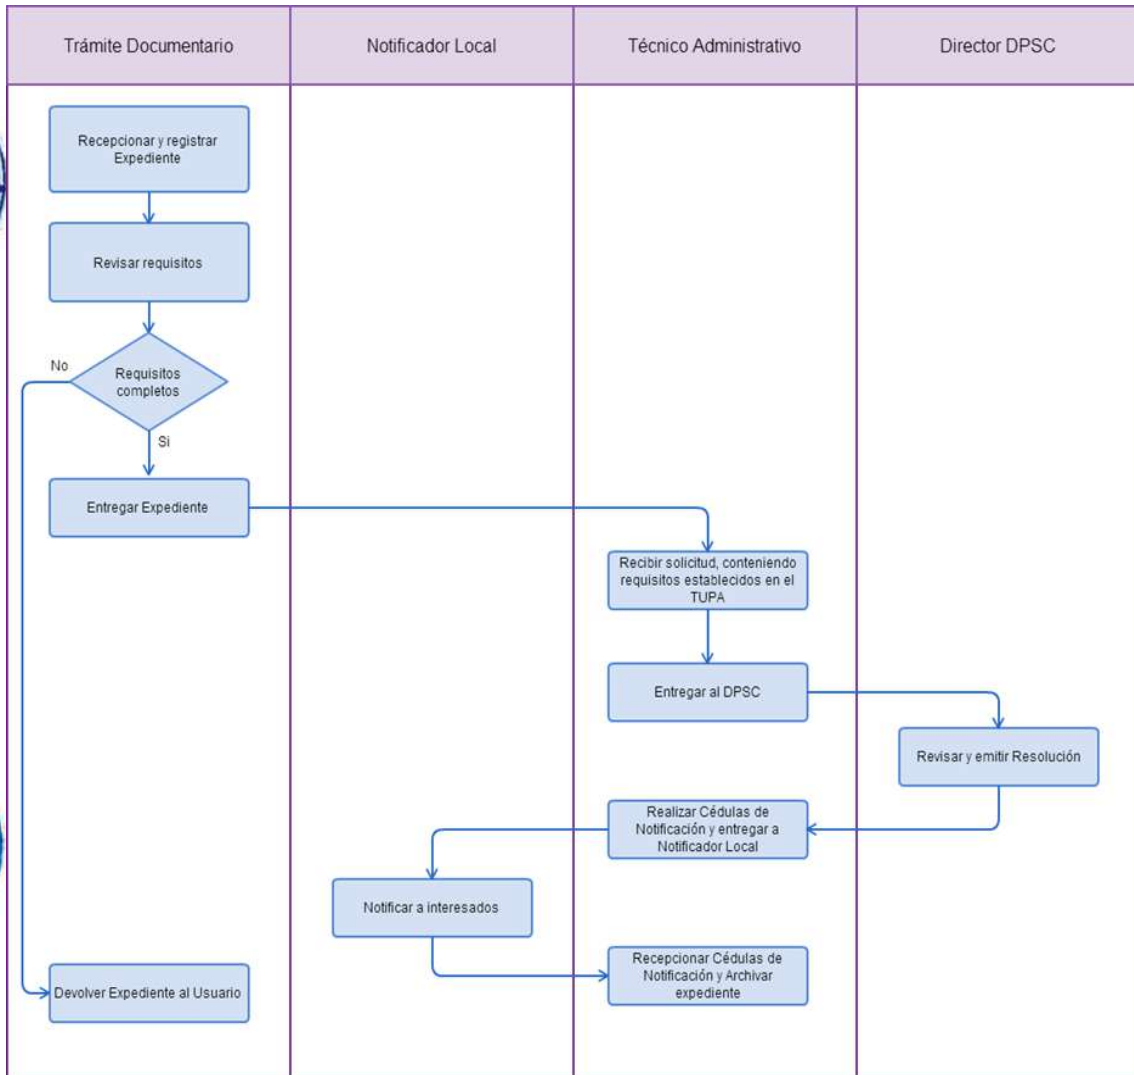 Trámite Documentario
Notificador Local
Técnico Administrativo
Director DPSC
Recepcionar y registrar
Expediente
Revisar requisitos
No
Requisitos
completos
Si
Entregar Expediente
Recibir solicitud, conteniendo
requisitos establecidos en el
TUPA
Entregar al DPSC
Revisar y emitir Resolución
Realizar Cédulas de
Notificación y entregar a
Notificador Local
Notificar a interesados
Recepcionar Cédulas de
Notificación y Archivar
expediente
Devolver Expediente al Usuario